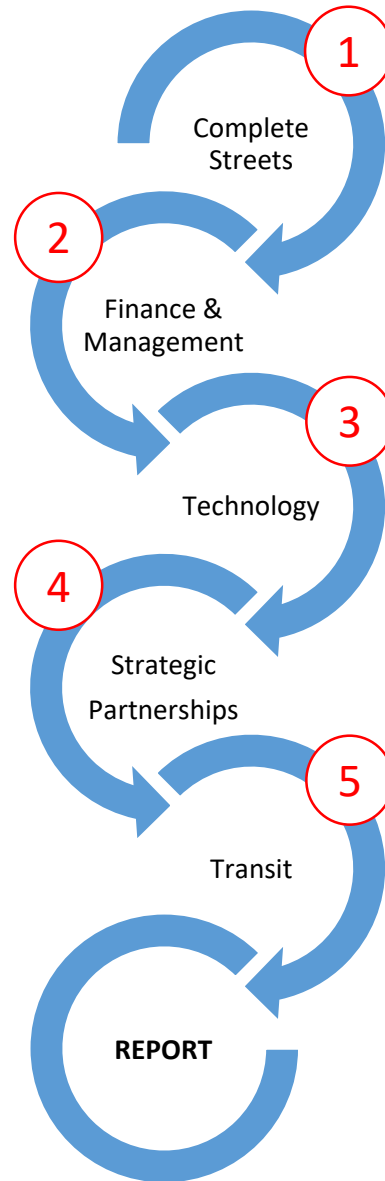 1
Complete
Streets
2
Finance &
Management
3
Technology
4
Strategic
Partnerships
5
Transit
REPORT